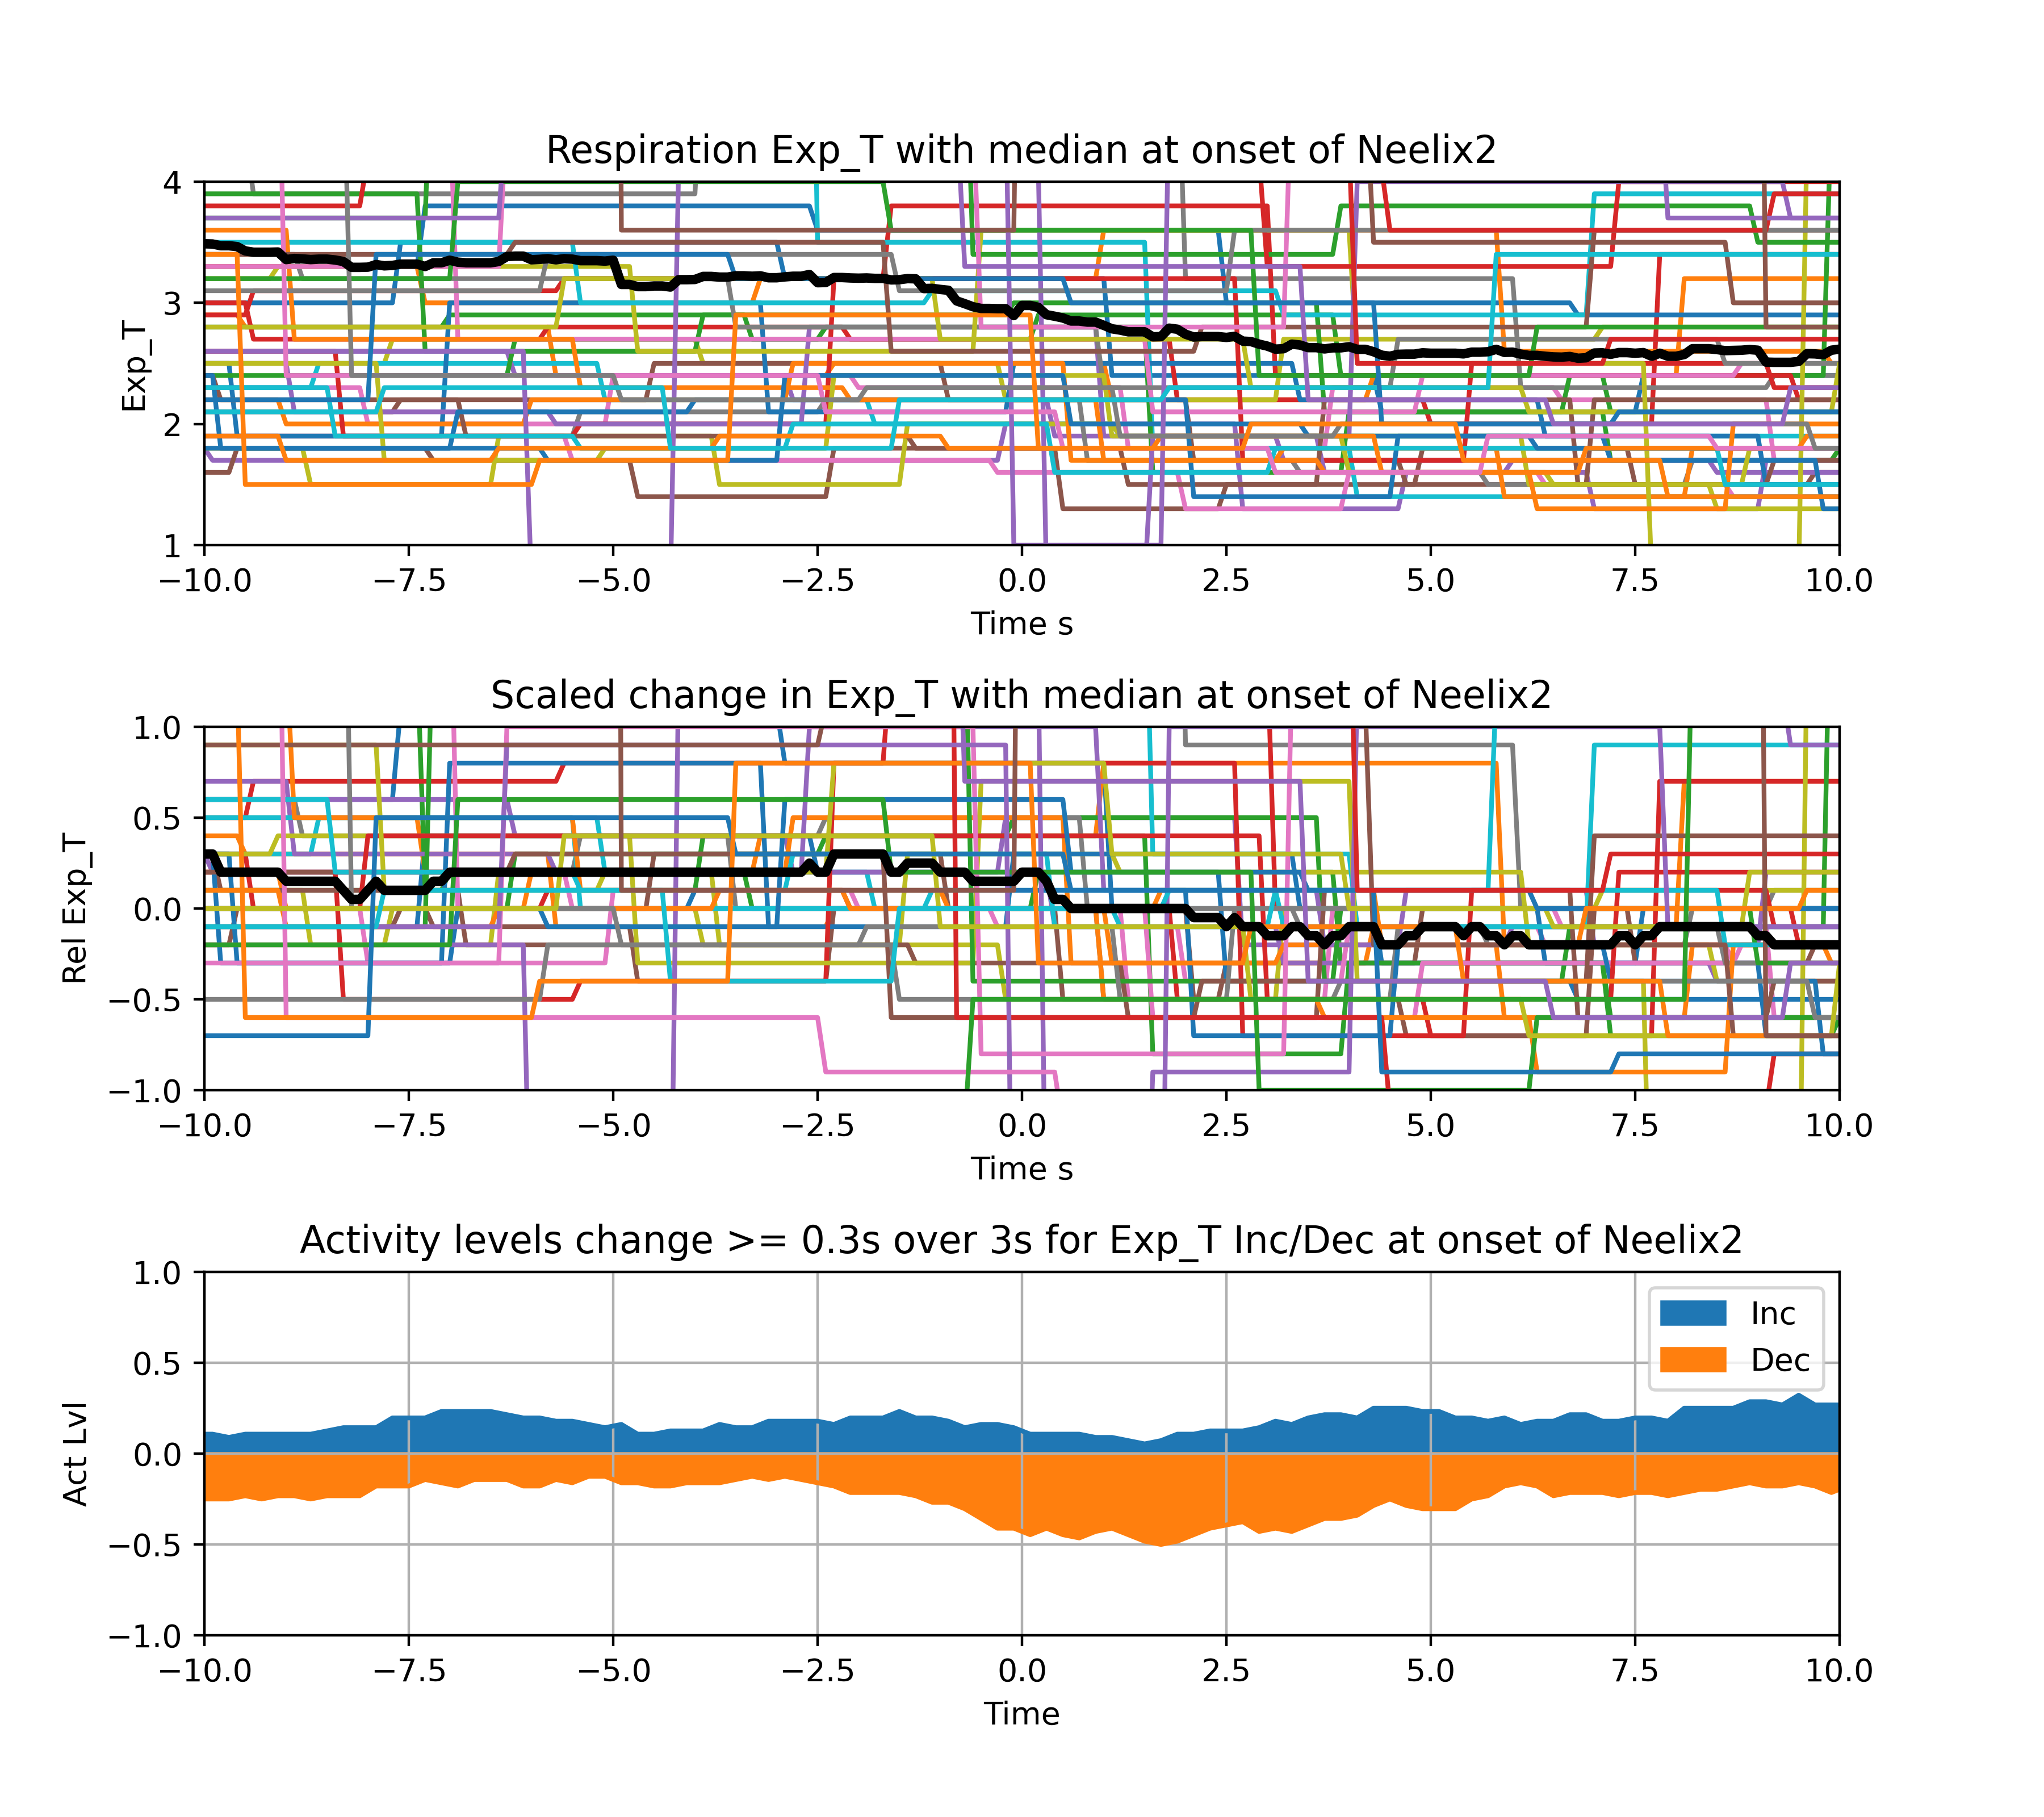 Respiration Exp_T with median at onset of Neelix2
4
3
2
1
Exp_T
−10.0 −7.5 −5.0 −2.5 0.0 2.5 5.0 7.5 10.0
Time s
Scaled change in Exp_T with median at onset of Neelix2
1.0
0.5
0.0
−0.5
−1.0
Rel Exp_T
−10.0 −7.5 −5.0 −2.5 0.0 2.5 5.0 7.5 10.0
Time s
Activity levels change >= 0.3s over 3s for Exp_T Inc/Dec at onset of Neelix2
1.0
0.5
0.0
−0.5
−1.0
Act Lvl
Inc
Dec
−10.0 −7.5 −5.0 −2.5 0.0 2.5 5.0 7.5 10.0
Time